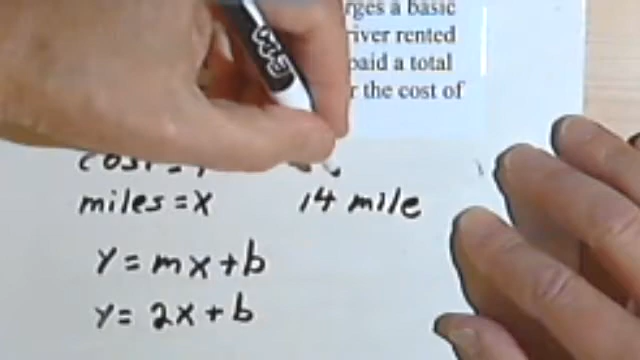 rges a basic
river rented
paid a total
r the cost of
miles = x 14 mile
y = mx + b
y = 2x + b